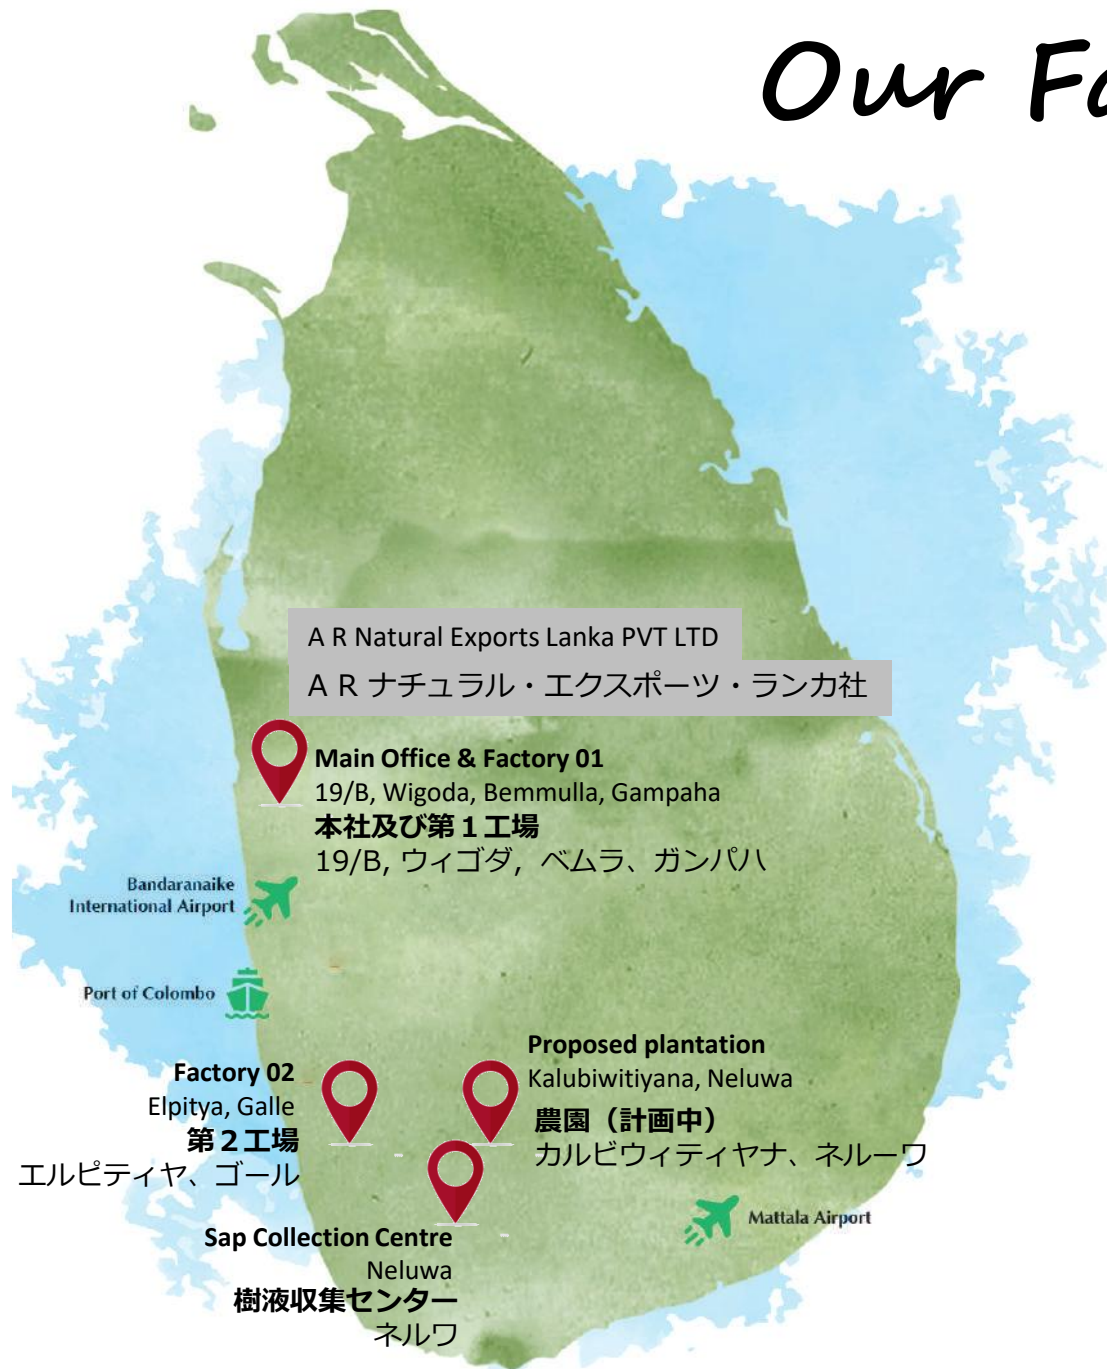 Our Fa
A R Natural Exports Lanka PVT LTD
A R ナチュラル・エクスポーツ・ランカ社
Main Office & Factory 01
19/B, Wigoda, Bemmulla, Gampaha
本社及び第１工場
19/B, ウィゴダ, ベムラ、ガンパハ
Bandaranaike
International Airport
Port of Colombo
Proposed plantation
Kalubiwitiyana, Neluwa
農園（計画中）
カルビウィティヤナ、ネルーワ
Factory 02
Elpitya, Galle
第２工場
エルピティヤ、ゴール
Mattala Airport
Sap Collection Centre
Neluwa
樹液収集センター
ネルワ